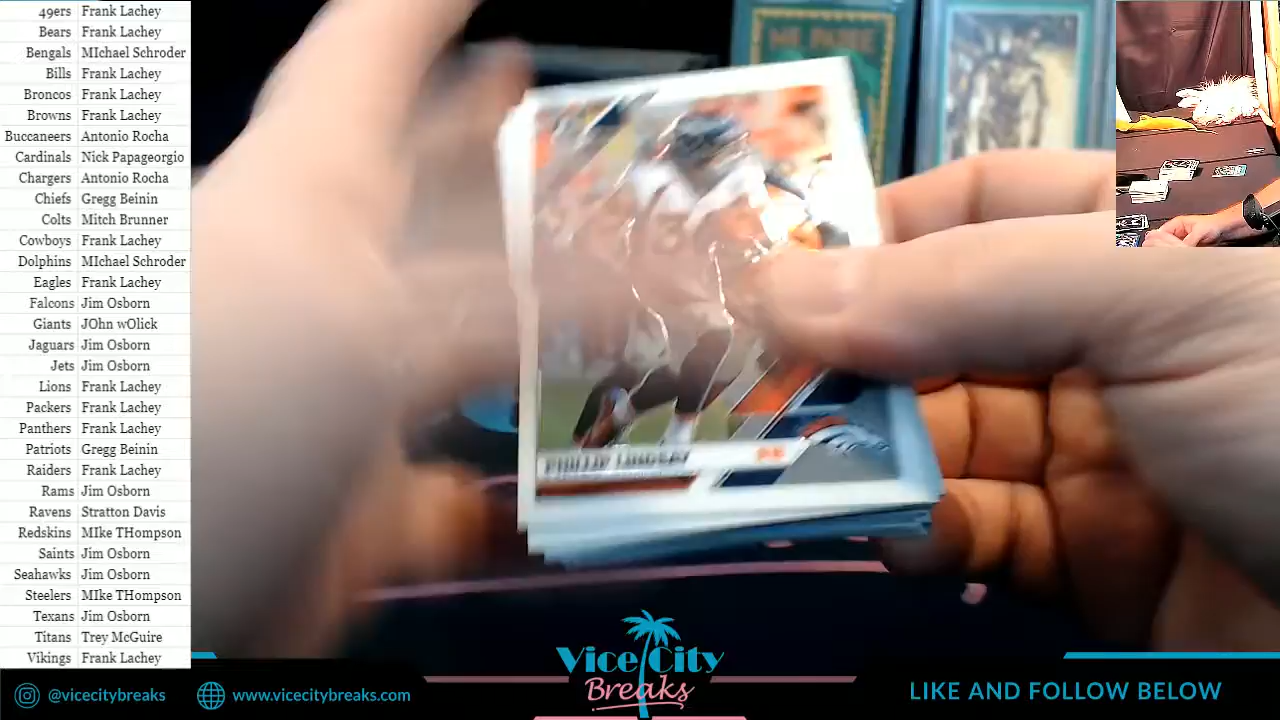 49ers Frank Lachey
Bears Frank Lachey
Bengals MIchael Schroder
Bills Frank Lachey
Broncos Frank Lachey
Browns Frank Lachey
Buccaneers Antonio Rocha
Cardinals Nick Papageorgio
Chargers Antonio Rocha
Chiefs Gregg Beinin
Colts Mitch Brunner
Cowboys Frank Lachey
Dolphins MIchael Schroder
Eagles Frank Lachey
Falcons Jim Osborn
Giants JOhn wOlick
Jaguars Jim Osborn
Jets Jim Osborn
Lions Frank Lachey
Packers Frank Lachey
Panthers Frank Lachey
Patriots Gregg Beinin
Raiders Frank Lachey
Rams Jim Osborn
Ravens Stratton Davis
Redskins MIke THompson
Saints Jim Osborn
Seahawks Jim Osborn
Steelers MIke THompson
Texans Jim Osborn
Titans Trey McGuire
Vikings Frank Lachey
PHILLIP LINDSAY
Vice City
Breaks
@vicecitybreaks
www.vicecitybreaks.com
LIKE AND FOLLOW BELOW